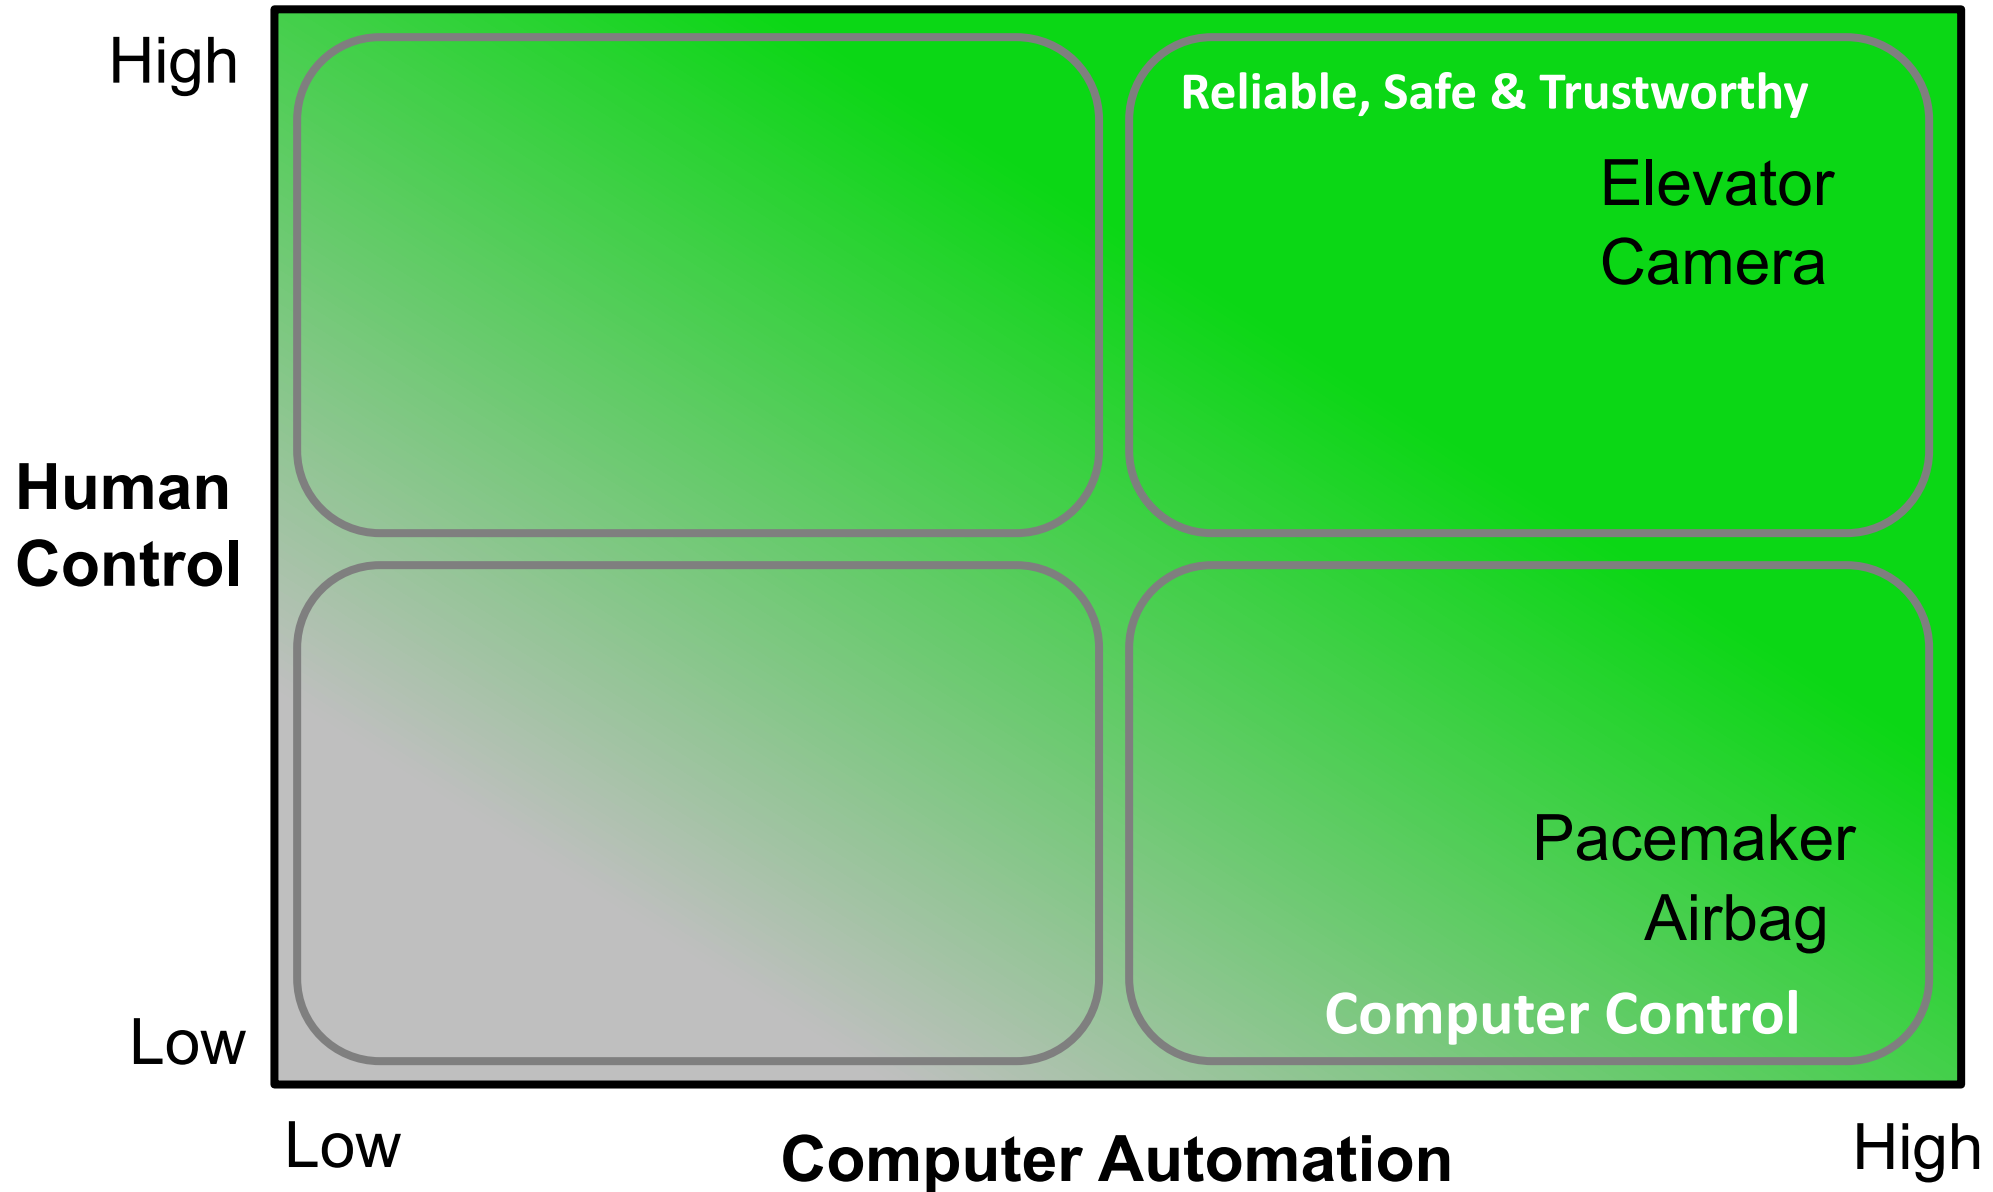 High
Reliable, Safe & Trustworthy
Elevator
Camera
Human
Control
Pacemaker
Airbag
Computer Control
Low
Low
Computer Automation
High